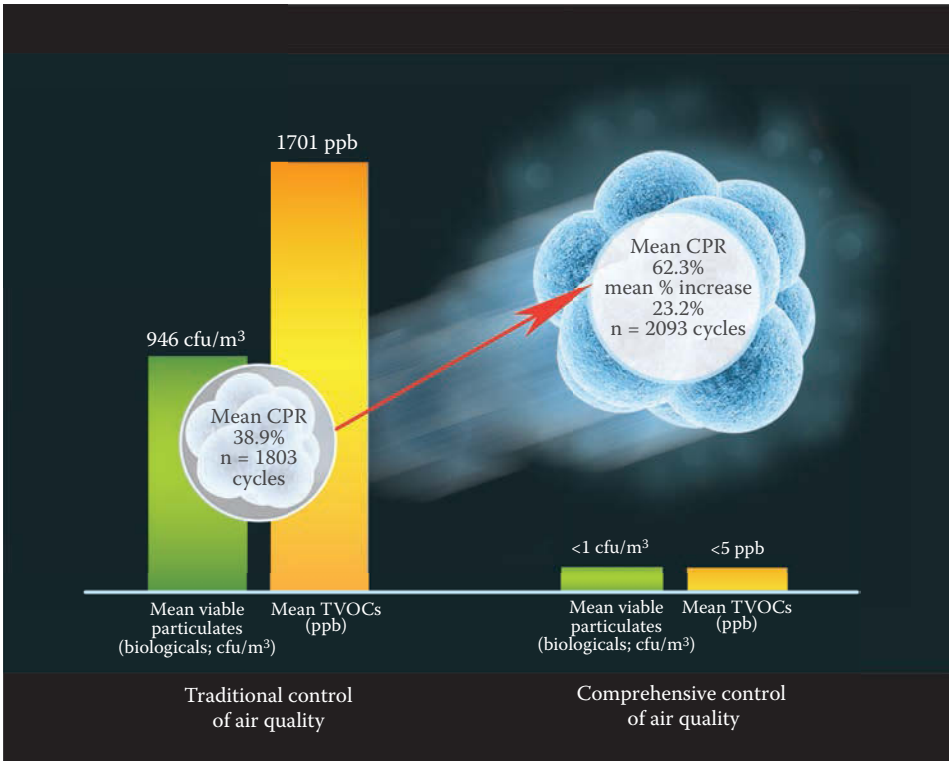 1701 ppb
946 cfu/m³
Mean CPR
38.9%
n = 1803
cycles
Mean CPR
62.3%
mean % increase
23.2%
n = 2093 cycles
<1 cfu/m³
<5 ppb
Mean viable
particulates
(biologicals; cfu/m³)
Mean TVOCs
(ppb)
Mean viable
particulates
(biologicals; cfu/m³)
Mean TVOCs
(ppb)
Traditional control
of air quality
Comprehensive control
of air quality